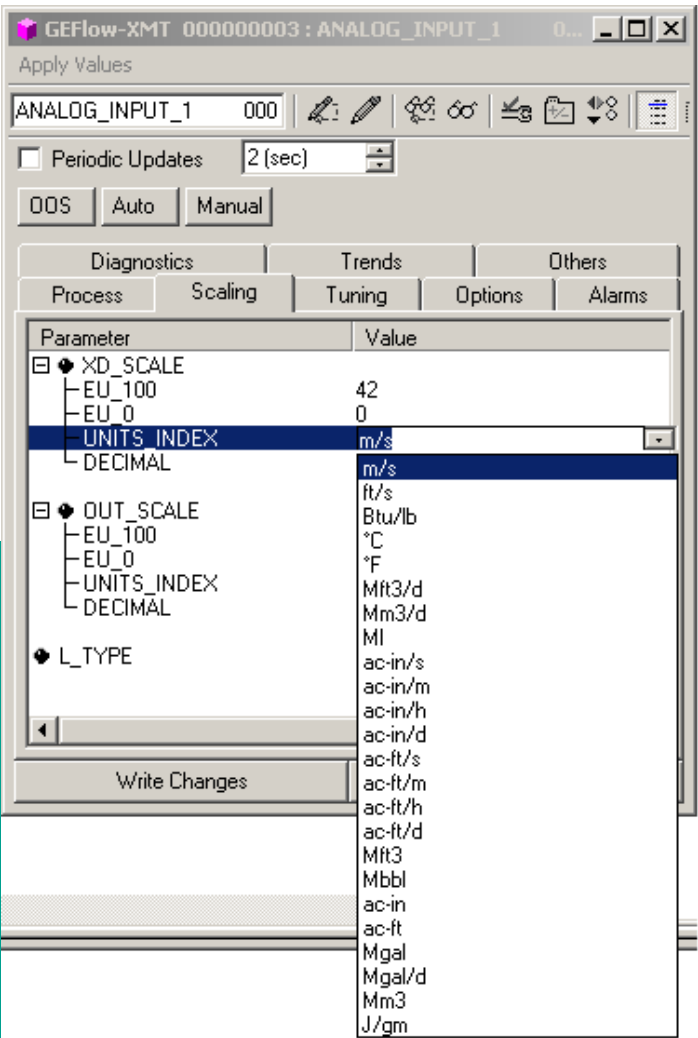 GEFlow-XMT 000000003 : ANALOG_INPUT_1 0...
Apply Values
ANALOG_INPUT_1 000
Periodic Updates 2 (sec)
OOS Auto Manual
Diagnostics Trends Others
Process Scaling Tuning Options Alarms
Parameter Value
XD_SCALE
EU_100 42
EU_0 0
UNITS_INDEX m/s
DECIMAL
OUT_SCALE
EU_100
EU_0
UNITS_INDEX
DECIMAL
L_TYPE
m/s
ft/s
Btu/lb
°C
°F
Mft3/d
Mm3/d
Ml
ac-in/s
ac-in/m
ac-in/h
ac-in/d
ac-ft/s
ac-ft/m
ac-ft/h
ac-ft/d
Mft3
Mbbl
ac-in
ac-ft
Mgal
Mgal/d
Mm3
J/gm
Write Changes